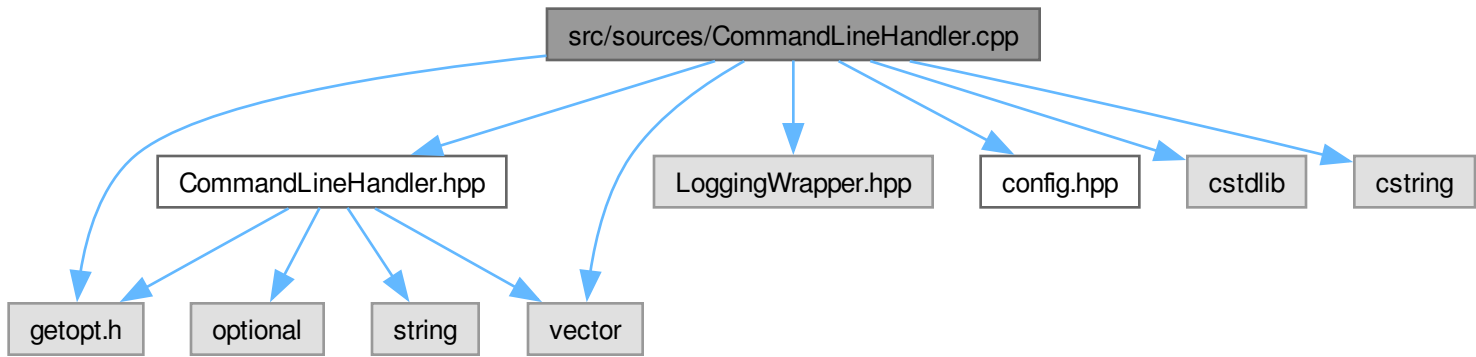 src/sources/CommandLineHandler.cpp
CommandLineHandler.hpp
LoggingWrapper.hpp
config.hpp
cstdlib
cstring
getopt.h
optional
string
vector